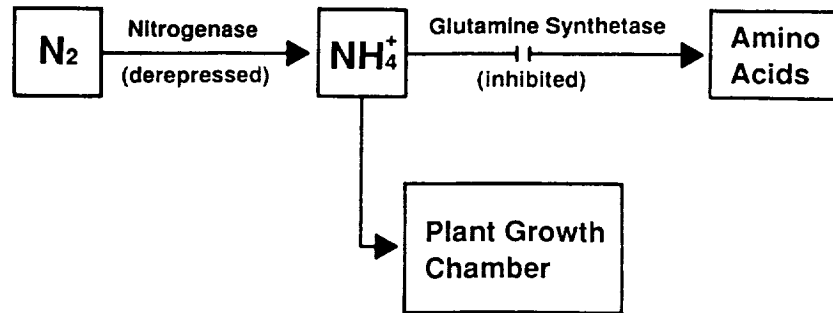 N₂
Nitrogenase
(derepressed)
NH₄⁺
Glutamine Synthetase
(inhibited)
Amino
Acids
Plant Growth
Chamber